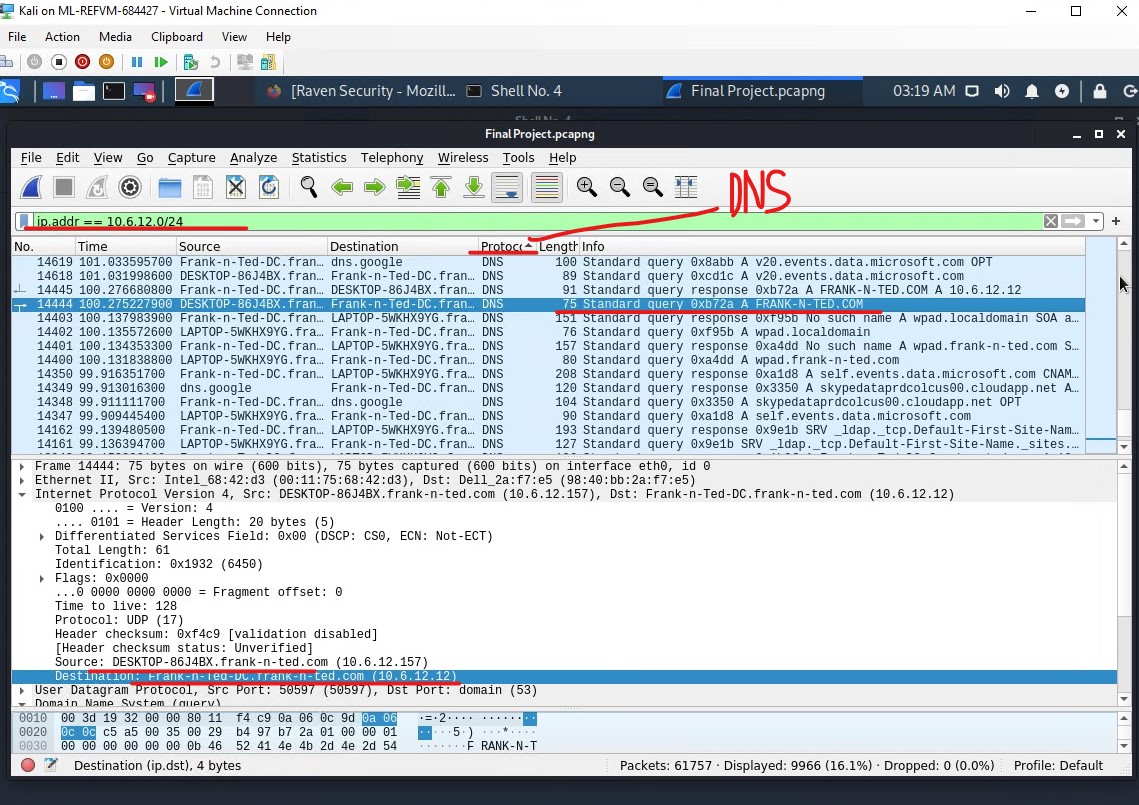 Kali on ML-REFVM-684427 - Virtual Machine Connection
File Action Media Clipboard View Help
[Raven Security - Mozill... Shell No. 4 Final Project.pcapng 03:19 AM
Final Project.pcapng
File Edit View Go Capture Analyze Statistics Telephony Wireless Tools Help
DNS
ip.addr == 10.6.12.0/24
No. Time Source Destination Protoco Length Info
14619 101.033595700 Frank-n-Ted-DC.fran… dns.google DNS 100 Standard query 0x8abb A v20.events.data.microsoft.com OPT
14618 101.031998600 DESKTOP-86J4BX.fran… Frank-n-Ted-DC.fran… DNS 89 Standard query 0xcd1c A v20.events.data.microsoft.com
14445 100.276680800 Frank-n-Ted-DC.fran… DESKTOP-86J4BX.fran… DNS 91 Standard query response 0xb72a A FRANK-N-TED.COM A 10.6.12.12
14444 100.275227900 DESKTOP-86J4BX.fran… Frank-n-Ted-DC.fran… DNS 75 Standard query 0xb72a A FRANK-N-TED.COM
14403 100.137983900 Frank-n-Ted-DC.fran… LAPTOP-5WKHX9YG.fra… DNS 151 Standard query response 0xf95b No such name A wpad.localdomain SOA a…
14402 100.135572600 LAPTOP-5WKHX9YG.fra… Frank-n-Ted-DC.fran… DNS 76 Standard query 0xf95b A wpad.localdomain
14401 100.134353300 Frank-n-Ted-DC.fran… LAPTOP-5WKHX9YG.fra… DNS 157 Standard query response 0xa4dd No such name A wpad.frank-n-ted.com S…
14400 100.131838800 LAPTOP-5WKHX9YG.fra… Frank-n-Ted-DC.fran… DNS 80 Standard query 0xa4dd A wpad.frank-n-ted.com
14350 99.916351700 Frank-n-Ted-DC.fran… LAPTOP-5WKHX9YG.fra… DNS 208 Standard query response 0xa1d8 A self.events.data.microsoft.com CNAM…
14349 99.913016300 dns.google Frank-n-Ted-DC.fran… DNS 120 Standard query response 0x3350 A skypedataprdcolcus00.cloudapp.net A…
14348 99.911111700 Frank-n-Ted-DC.fran… dns.google DNS 104 Standard query 0x3350 A skypedataprdcolcus00.cloudapp.net OPT
14347 99.909445400 LAPTOP-5WKHX9YG.fra… Frank-n-Ted-DC.fran… DNS 90 Standard query 0xa1d8 A self.events.data.microsoft.com
14162 99.139480500 Frank-n-Ted-DC.fran… LAPTOP-5WKHX9YG.fra… DNS 193 Standard query response 0x9e1b SRV _ldap._tcp.Default-First-Site-Nam…
14161 99.136394700 LAPTOP-5WKHX9YG.fra… Frank-n-Ted-DC.fran… DNS 127 Standard query 0x9e1b SRV _ldap._tcp.Default-First-Site-Name._sites.…
Frame 14444: 75 bytes on wire (600 bits), 75 bytes captured (600 bits) on interface eth0, id 0
Ethernet II, Src: Intel_68:42:d3 (00:11:75:68:42:d3), Dst: Dell_2a:f7:e5 (98:40:bb:2a:f7:e5)
Internet Protocol Version 4, Src: DESKTOP-86J4BX.frank-n-ted.com (10.6.12.157), Dst: Frank-n-Ted-DC.frank-n-ted.com (10.6.12.12)
0100 .... = Version: 4
.... 0101 = Header Length: 20 bytes (5)
Differentiated Services Field: 0x00 (DSCP: CS0, ECN: Not-ECT)
Total Length: 61
Identification: 0x1932 (6450)
Flags: 0x0000
...0 0000 0000 0000 = Fragment offset: 0
Time to live: 128
Protocol: UDP (17)
Header checksum: 0xf4c9 [validation disabled]
[Header checksum status: Unverified]
Source: DESKTOP-86J4BX.frank-n-ted.com (10.6.12.157)
Destination: Frank-n-Ted-DC.frank-n-ted.com (10.6.12.12)
User Datagram Protocol, Src Port: 50597 (50597), Dst Port: domain (53)
Domain Name System (query)
0010 00 3d 19 32 00 00 80 11 f4 c9 0a 06 0c 9d 0a 06 ·=·2···· ········
0020 0c 0c c5 a5 00 35 00 29 b4 97 b7 2a 01 00 00 01 ·····5·) ···*····
0030 00 00 00 00 00 00 0b 46 52 41 4e 4b 2d 4e 2d 54 ·······F RANK-N-T
Destination (ip.dst), 4 bytes Packets: 61757 · Displayed: 9966 (16.1%) · Dropped: 0 (0.0%) Profile: Default